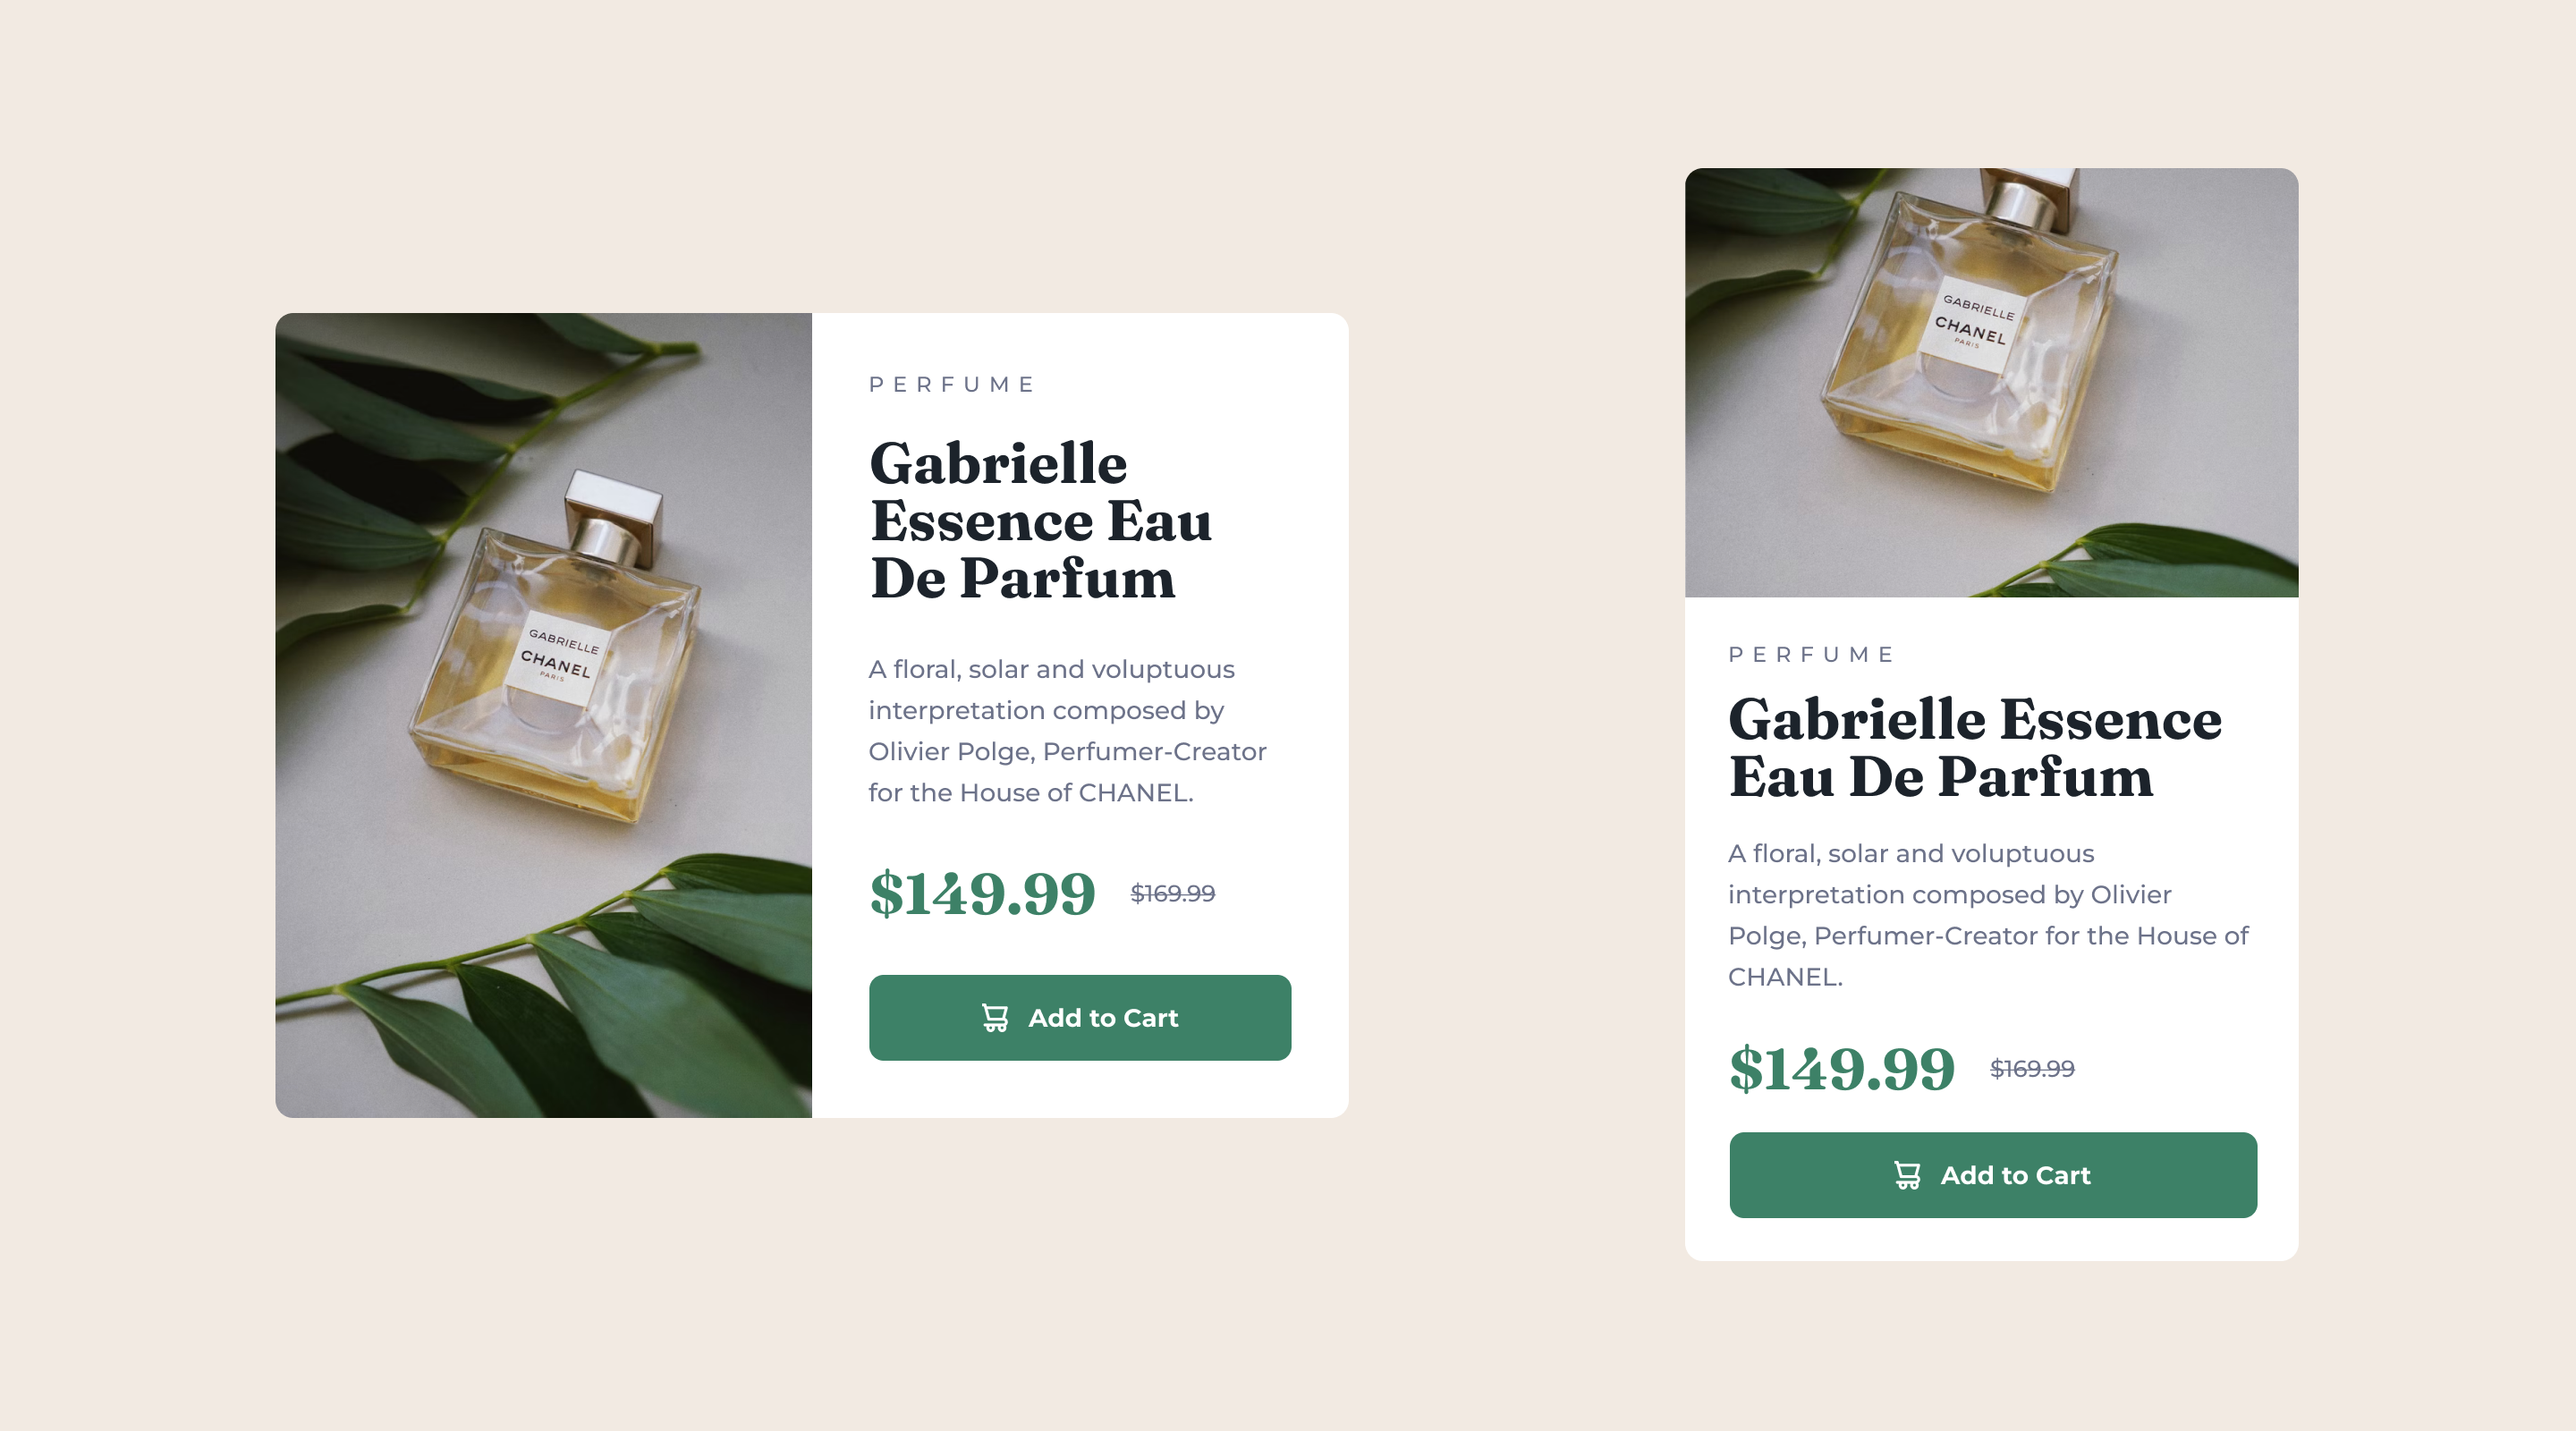 GABRIELLE
CHANEL
PARIS
PERFUME
Gabrielle
Essence Eau
De Parfum
A floral, solar and voluptuous
interpretation composed by
Olivier Polge, Perfumer-Creator
for the House of CHANEL.
$149.99 $169.99
Add to Cart
GABRIELLE
CHANEL
PARIS
PERFUME
Gabrielle Essence
Eau De Parfum
A floral, solar and voluptuous
interpretation composed by Olivier
Polge, Perfumer-Creator for the House of
CHANEL.
$149.99 $169.99
Add to Cart